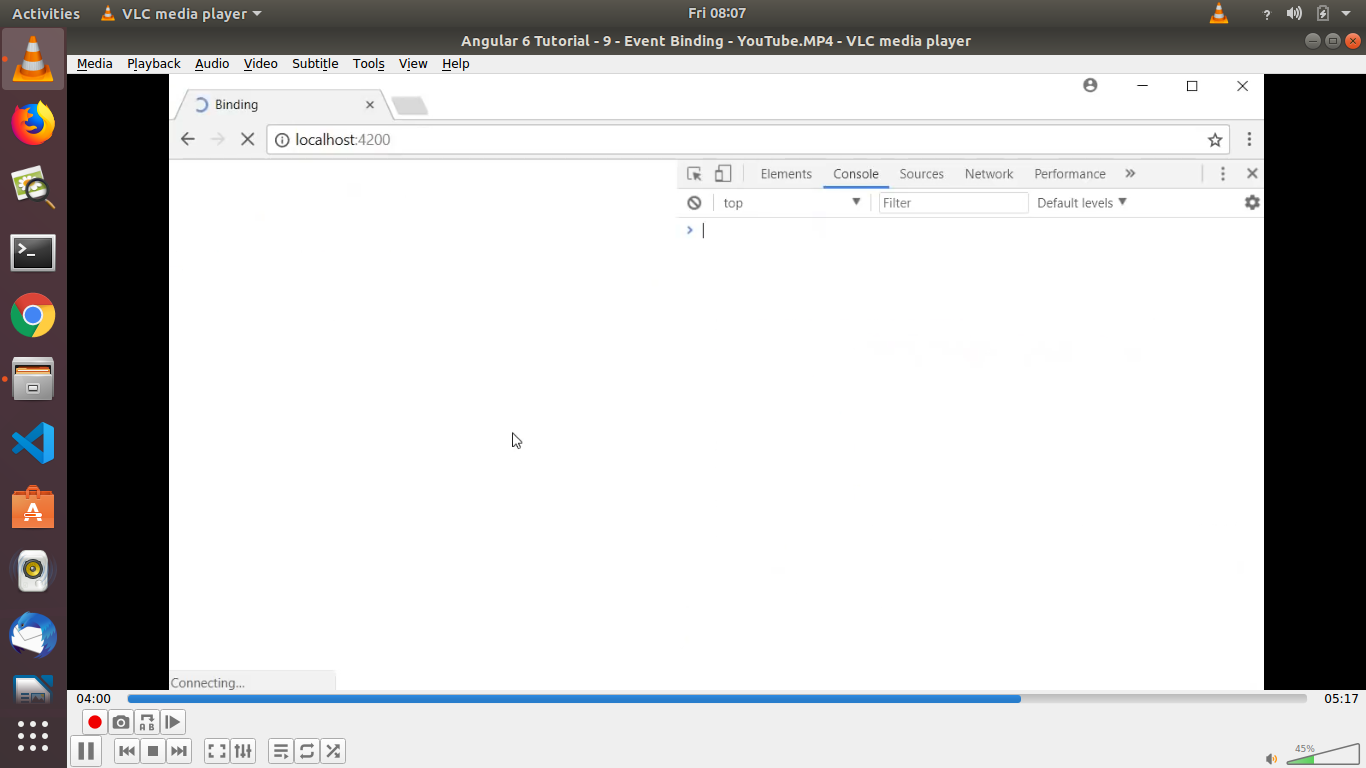 Activities VLC media player Fri 08:07 ?
Angular 6 Tutorial - 9 - Event Binding - YouTube.MP4 - VLC media player
Media Playback Audio Video Subtitle Tools View Help
Binding
localhost:4200
Elements Console Sources Network Performance »
top Filter Default levels
>
Connecting...
04:00 05:17
A B
45%